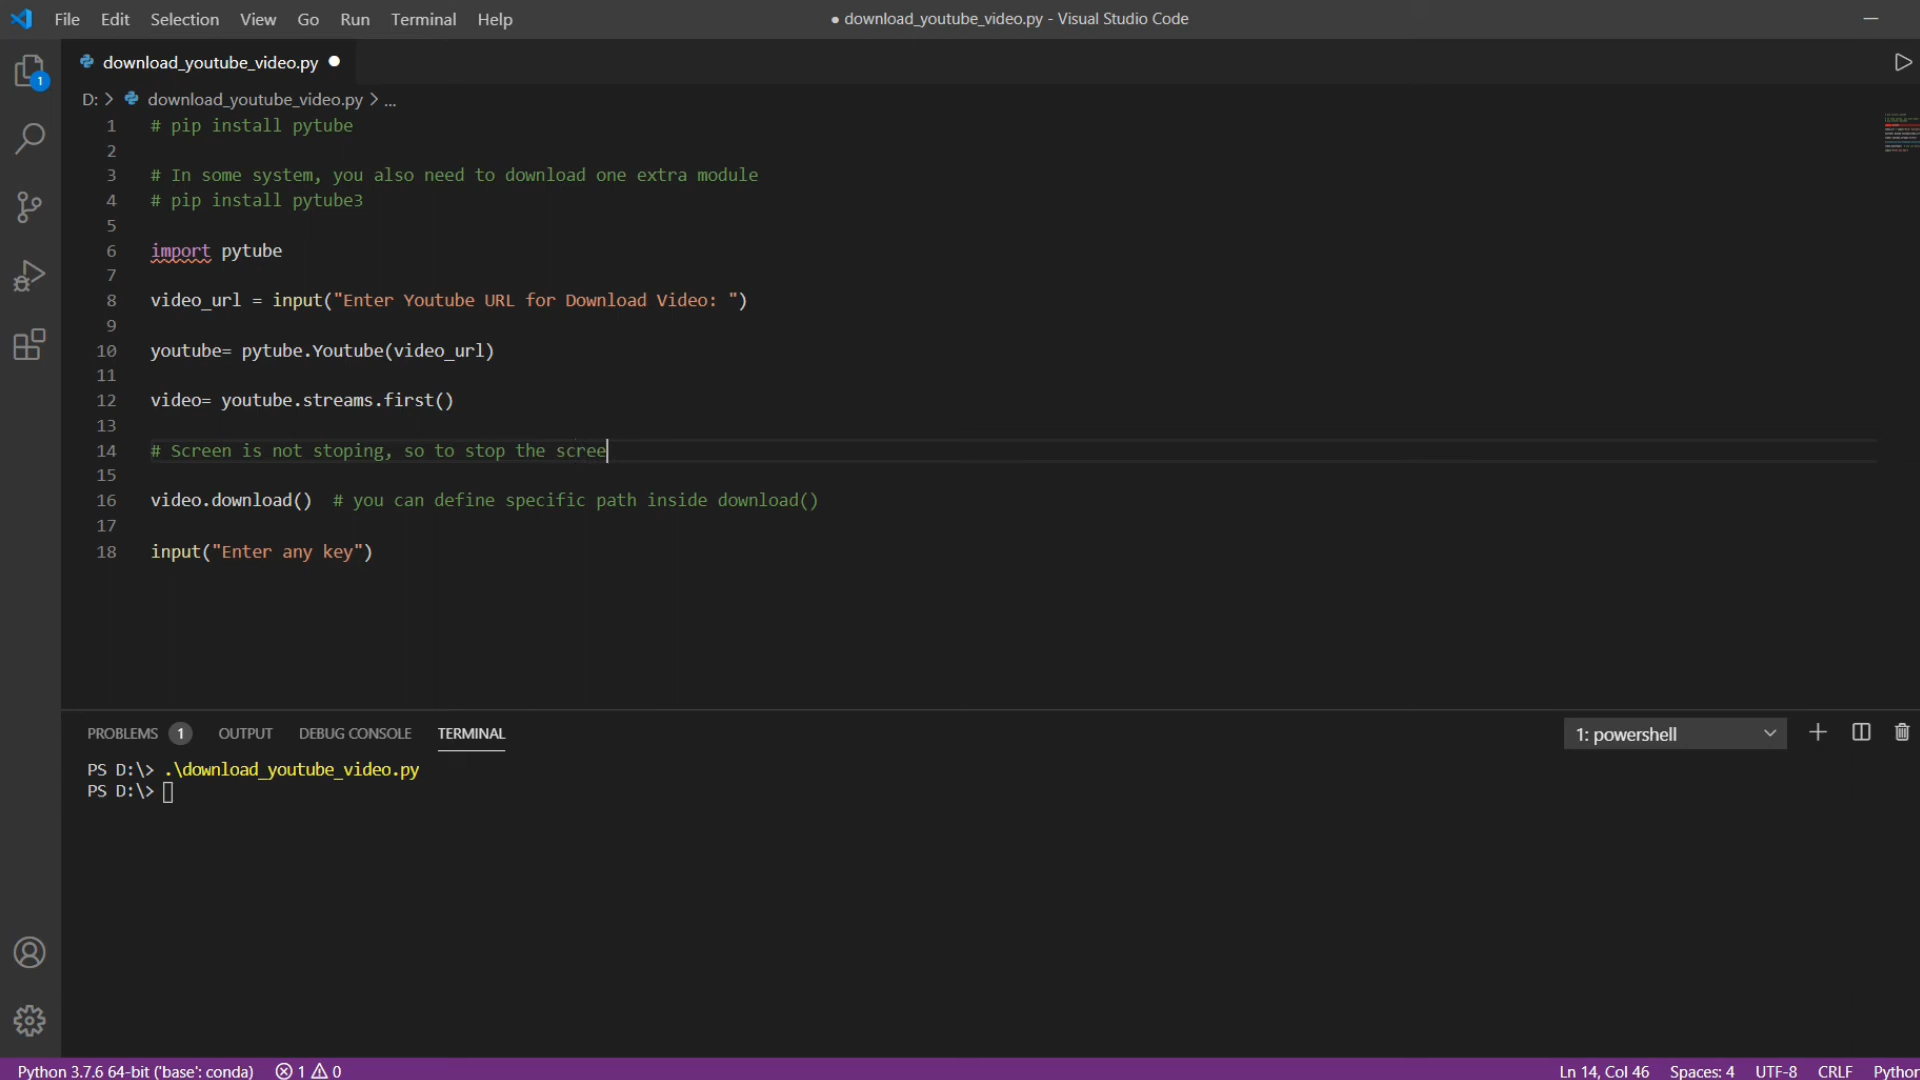 File Edit Selection View Go Run Terminal Help
● download_youtube_video.py - Visual Studio Code
download_youtube_video.py
1
D: > download_youtube_video.py > ...
1 # pip install pytube
2
3 # In some system, you also need to download one extra module
4 # pip install pytube3
5
6 import pytube
7
8 video_url = input("Enter Youtube URL for Download Video: ")
9
10 youtube= pytube.Youtube(video_url)
11
12 video= youtube.streams.first()
13
14 # Screen is not stoping, so to stop the scree
15
16 video.download()  # you can define specific path inside download()
17
18 input("Enter any key")
PROBLEMS 1 OUTPUT DEBUG CONSOLE TERMINAL
1: powershell
PS D:\> .\download_youtube_video.py
PS D:\>
Python 3.7.6 64-bit ('base': conda) 1 0
Ln 14, Col 46 Spaces: 4 UTF-8 CRLF Python